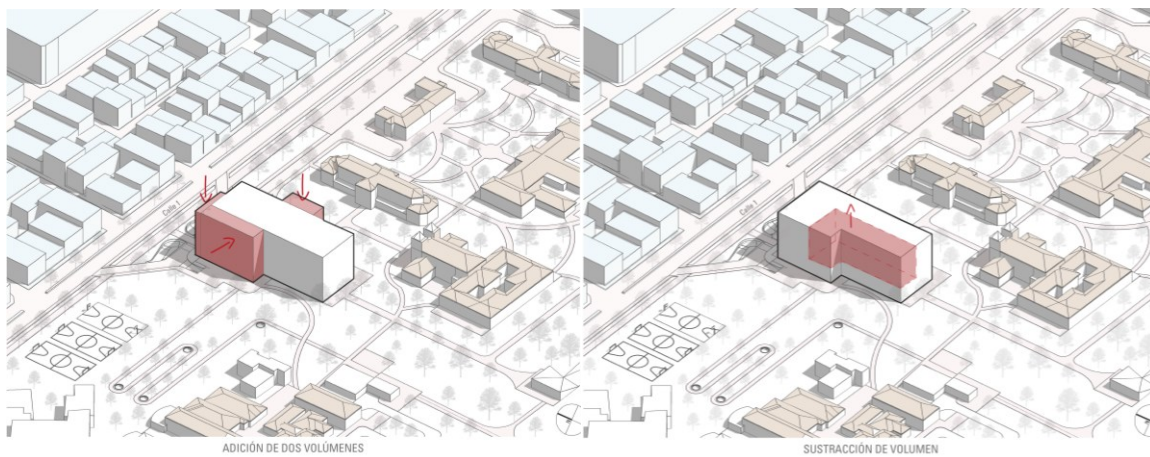 Calle 1
Calle 1
ADICIÓN DE DOS VOLÚMENES
SUSTRACCIÓN DE VOLUMEN